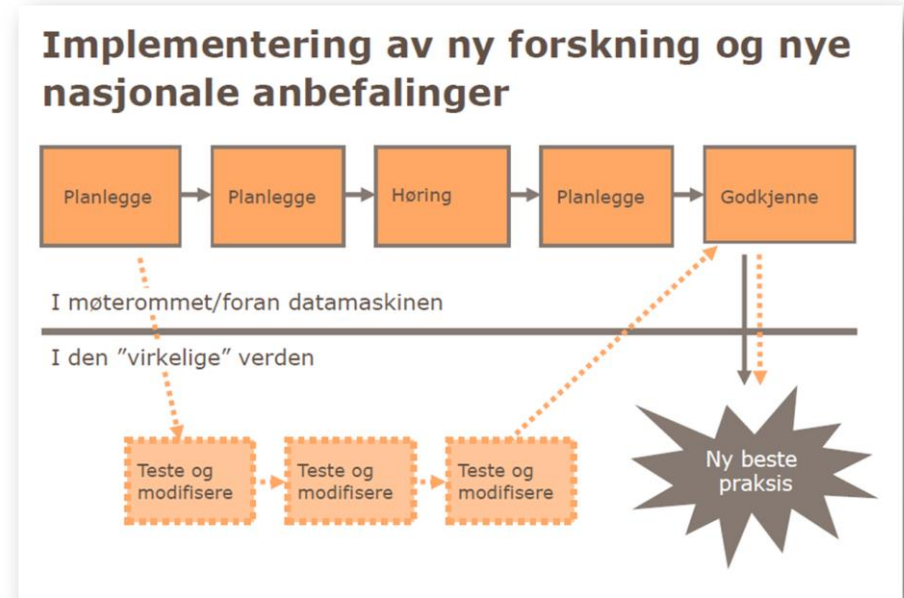 Implementering av ny forskning og nye
nasjonale anbefalinger
Planlegge
Planlegge
Høring
Planlegge
Godkjenne
I møterommet/foran datamaskinen
I den ”virkelige” verden
Teste og
modifisere
Teste og
modifisere
Teste og
modifisere
Ny beste
praksis